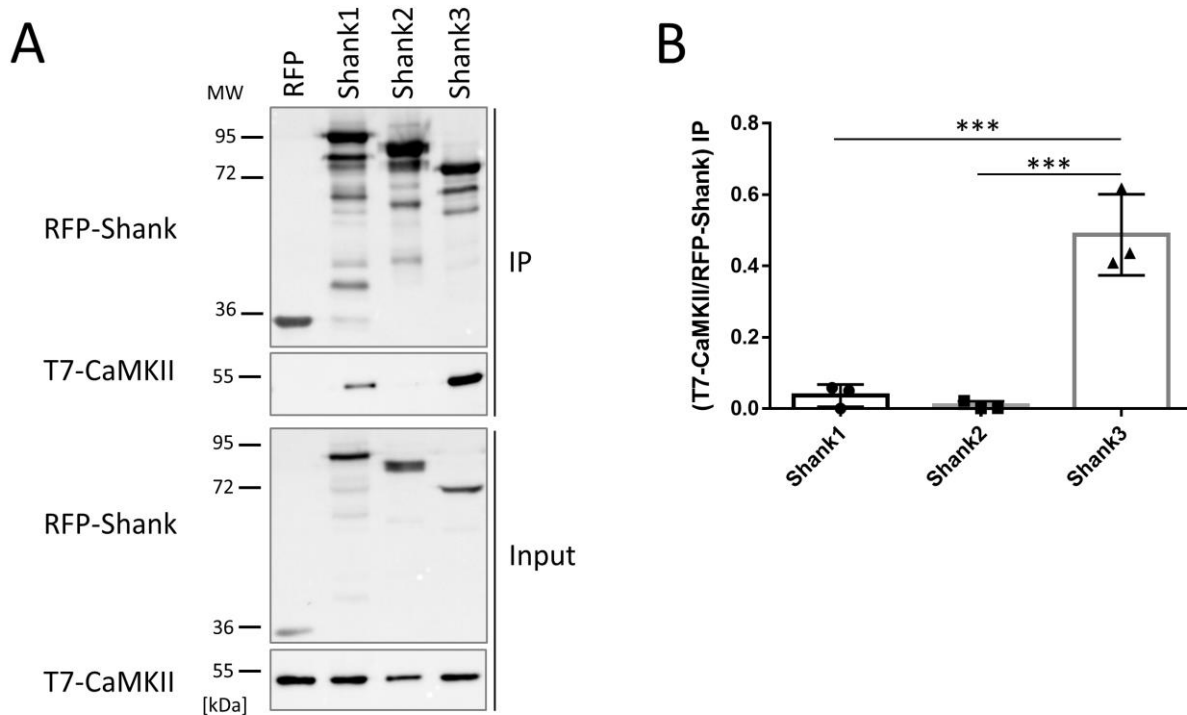 A
RFP
Shank1
Shank2
Shank3
MW
95
72
RFP-Shank
IP
36
T7-CaMKII
55
95
72
RFP-Shank
Input
36
T7-CaMKII
55
[kDa]
B
(T7-CaMKII/RFP-Shank) IP
0.8
0.6
0.4
0.2
0.0
***
***
Shank1
Shank2
Shank3